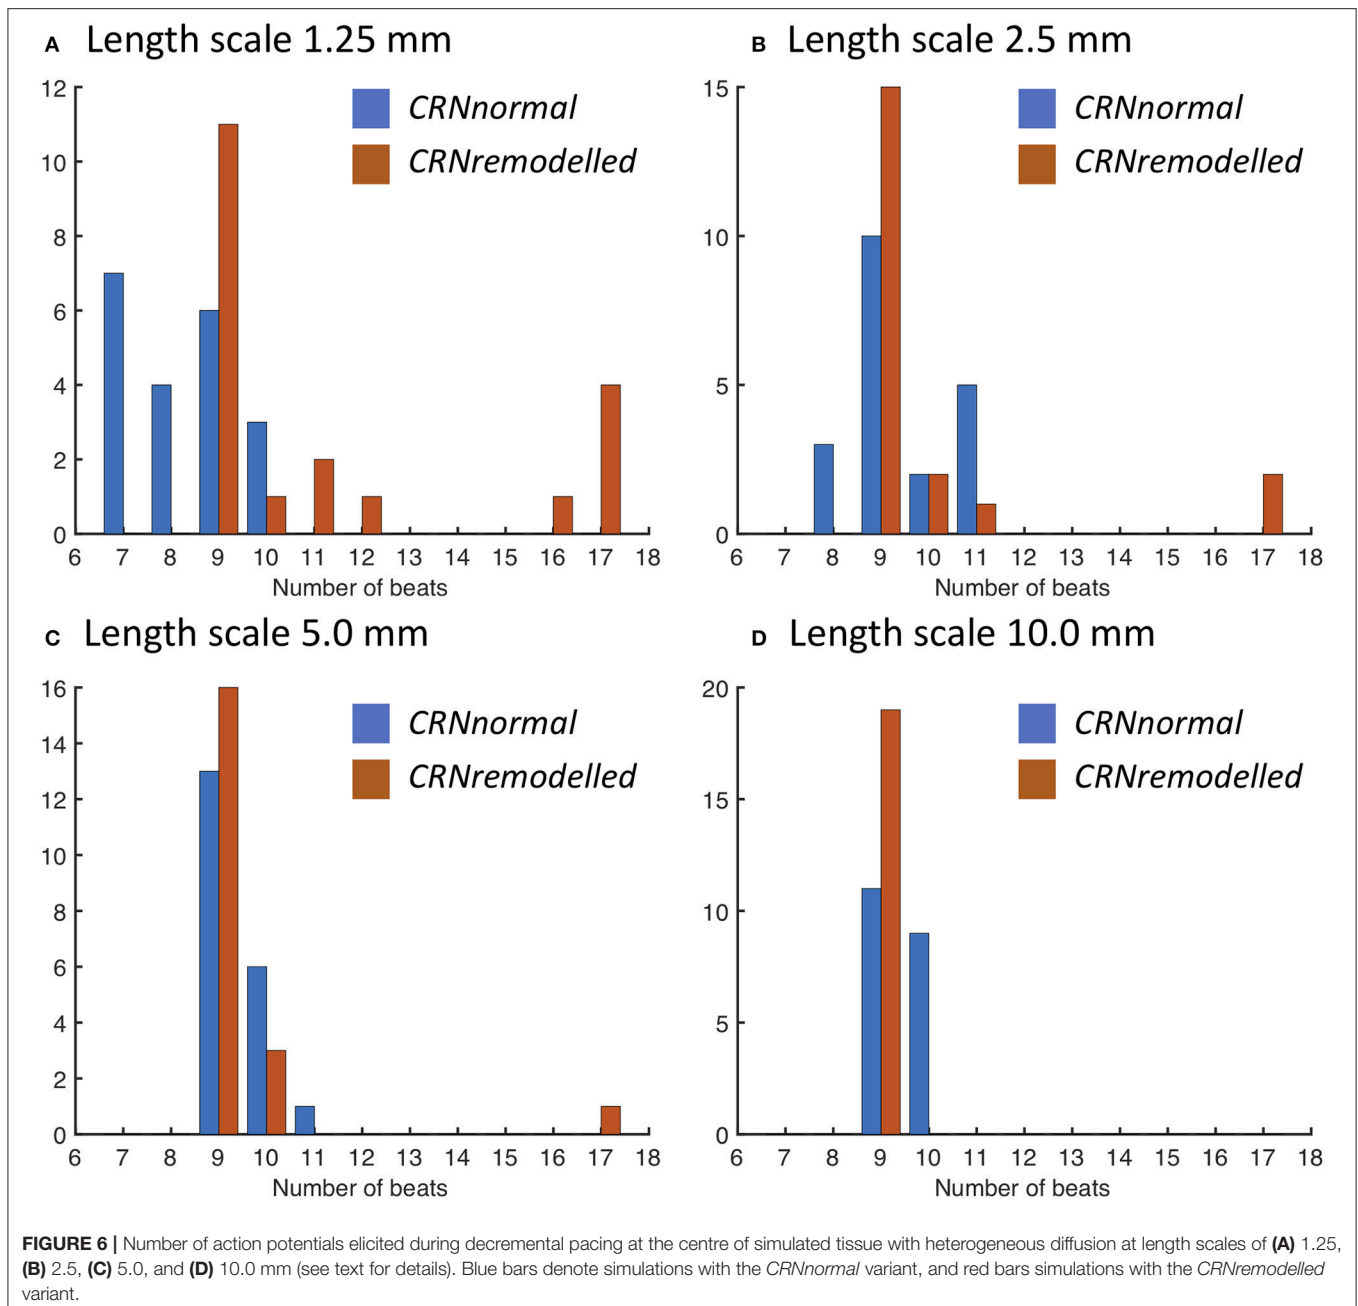 A Length scale 1.25 mm
12
10
8
6
4
2
0
CRNnormal
CRNremodelled
6 7 8 9 10 11 12 13 14 15 16 17 18
Number of beats
B Length scale 2.5 mm
15
10
5
0
CRNnormal
CRNremodelled
6 7 8 9 10 11 12 13 14 15 16 17 18
Number of beats
C Length scale 5.0 mm
16
14
12
10
8
6
4
2
0
CRNnormal
CRNremodelled
6 7 8 9 10 11 12 13 14 15 16 17 18
Number of beats
D Length scale 10.0 mm
20
15
10
5
0
CRNnormal
CRNremodelled
6 7 8 9 10 11 12 13 14 15 16 17 18
Number of beats
FIGURE 6 | Number of action potentials elicited during decremental pacing at the centre of simulated tissue with heterogeneous diffusion at length scales of (A) 1.25,
(B) 2.5, (C) 5.0, and (D) 10.0 mm (see text for details). Blue bars denote simulations with the CRNnormal variant, and red bars simulations with the CRNremodelled
variant.